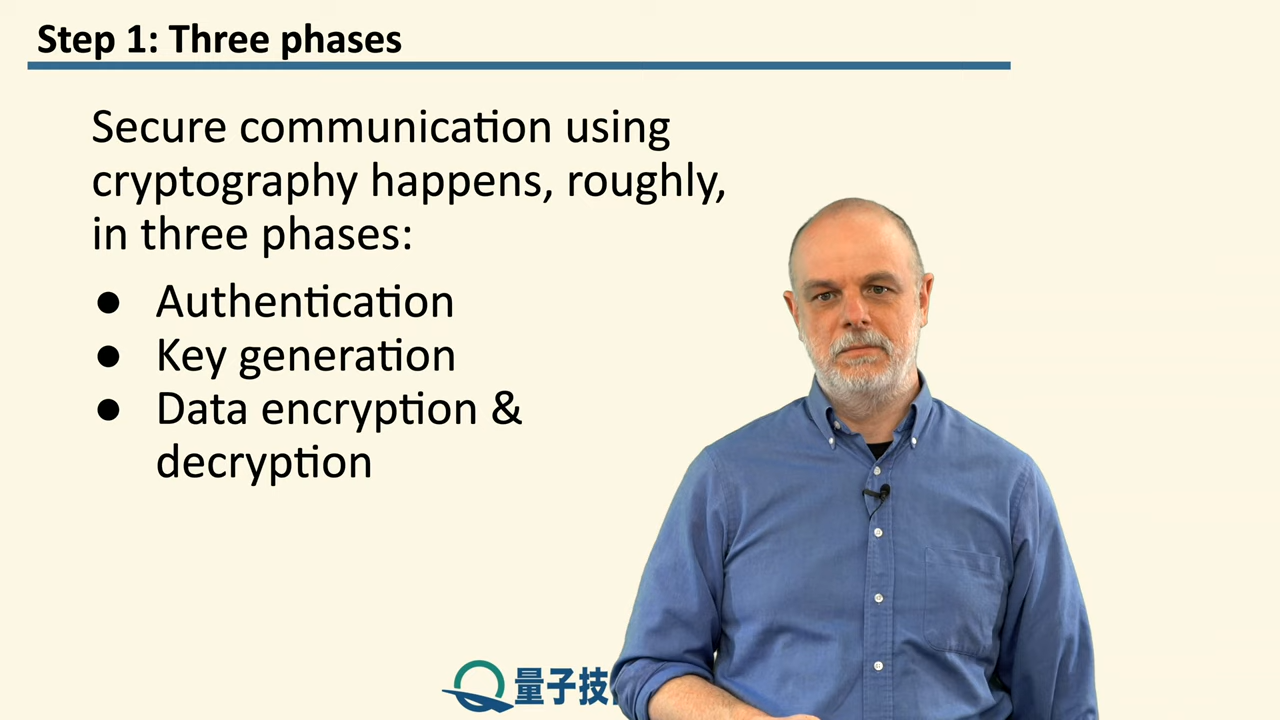 Step 1: Three phases
Secure communication using
cryptography happens, roughly,
in three phases:
● Authentication
● Key generation
● Data encryption &
decryption
量子技